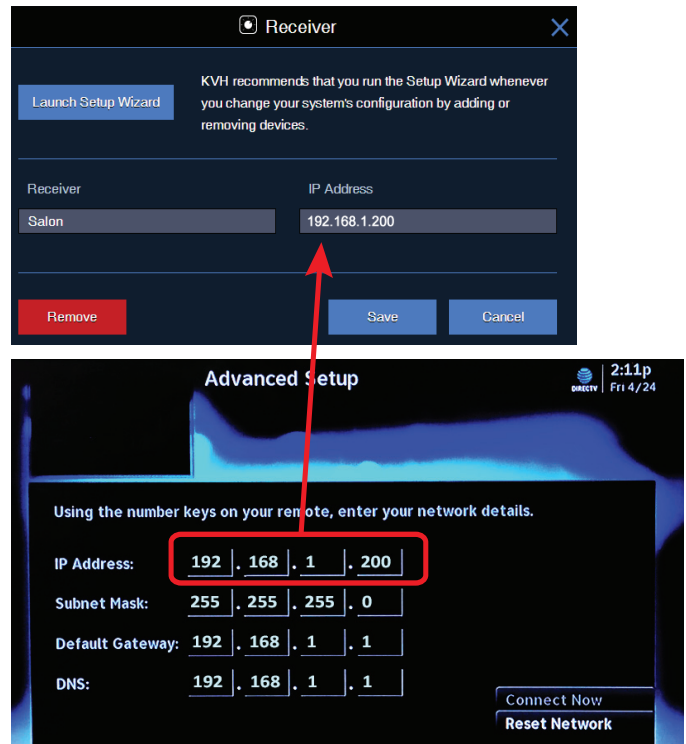 Receiver
Launch Setup Wizard
KVH recommends that you run the Setup Wizard whenever
you change your system's configuration by adding or
removing devices.
Receiver
IP Address
Salon
192.168.1.200
Remove
Save
Cancel
Advanced Setup
DIRECTV
2:11p
Fri 4/24
Using the number keys on your remote, enter your network details.
IP Address: 192 . 168 . 1 . 200
Subnet Mask: 255 . 255 . 255 . 0
Default Gateway: 192 . 168 . 1 . 1
DNS: 192 . 168 . 1 . 1
Connect Now
Reset Network